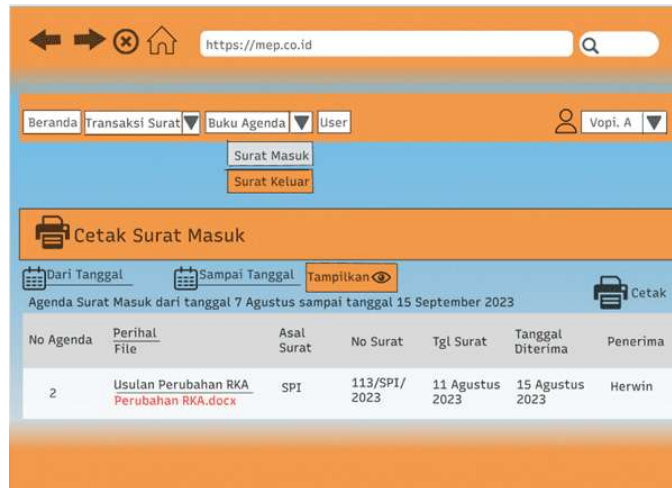 https://mep.co.id
Beranda Transaksi Surat Buku Agenda User Vopi. A
Surat Masuk
Surat Keluar
Cetak Surat Masuk
Dari Tanggal Sampai Tanggal Tampilkan
Agenda Surat Masuk dari tanggal 7 Agustus sampai tanggal 15 September 2023
Cetak
No Agenda
Perihal
File
Asal
Surat
No Surat
Tgl Surat
Tanggal
Diterima
Penerima
2
Usulan Perubahan RKA
Perubahan RKA.docx
SPI
113/SPI/
2023
11 Agustus
2023
15 Agustus
2023
Herwin